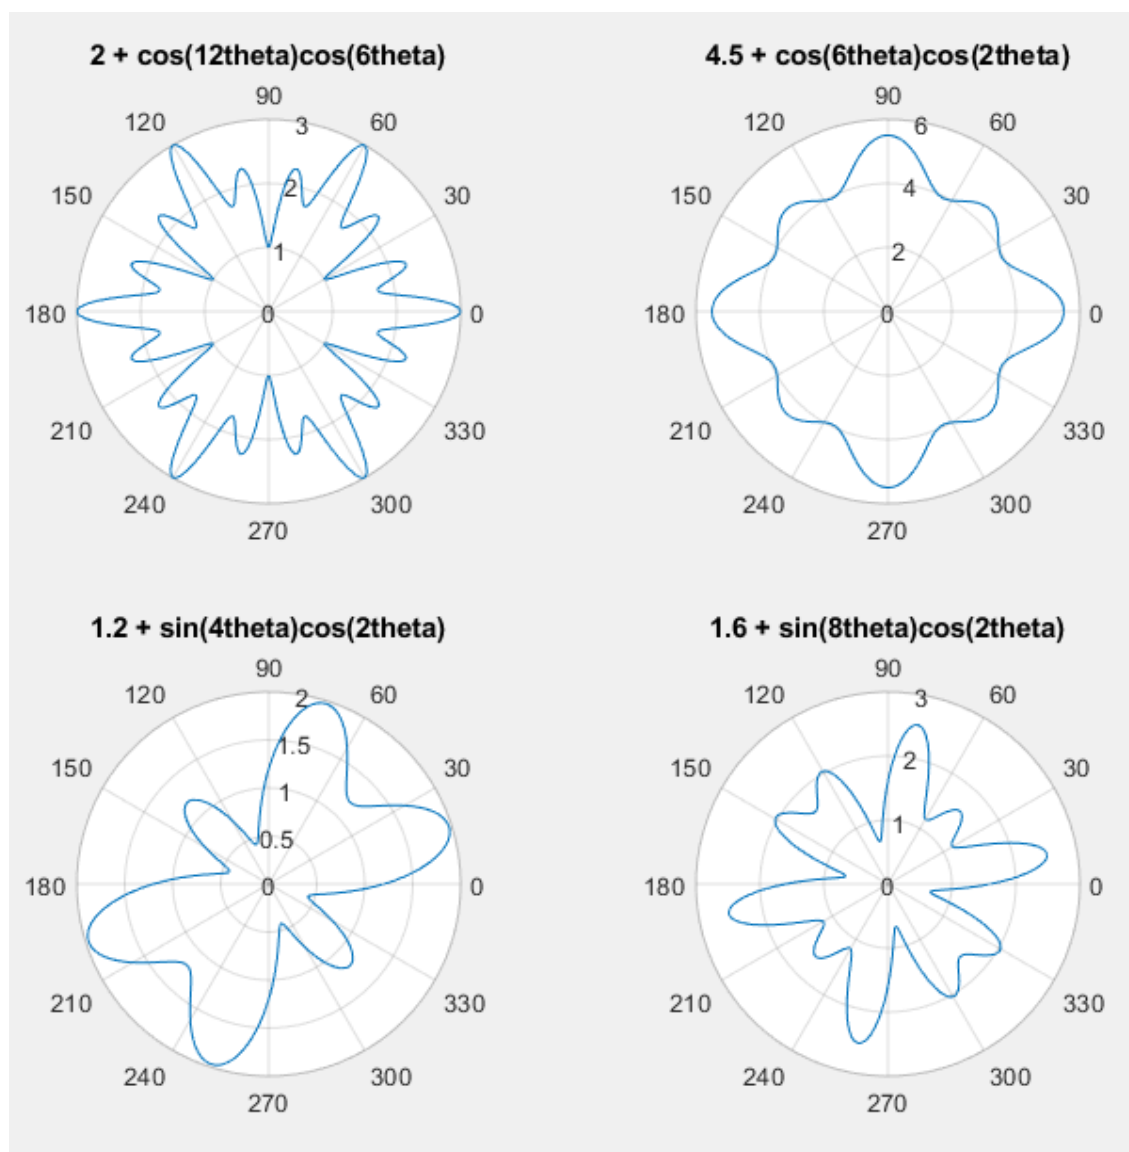 2 + cos(12theta)cos(6theta)
90
120 3 60
150 2 30
1
180 0 0
210 330
240 300
270
4.5 + cos(6theta)cos(2theta)
90
120 6 60
150 4 30
2
180 0 0
210 330
240 300
270
1.2 + sin(4theta)cos(2theta)
90
120 2 60
1.5
150 30
1
0.5
180 0 0
210 330
240 300
270
1.6 + sin(8theta)cos(2theta)
90
120 3 60
150 2 30
1
180 0 0
210 330
240 300
270